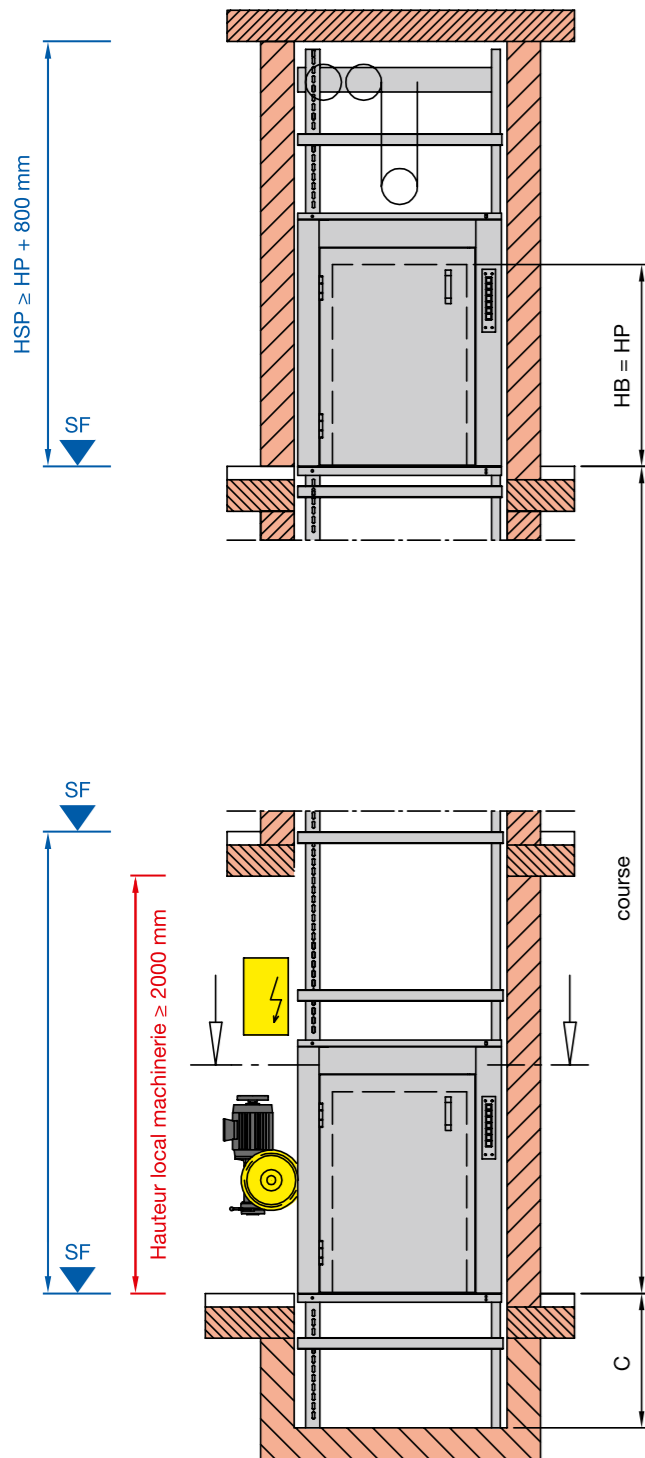 HSP ≥ HP + 800 mm
SF
HB = HP
SF
course
Hauteur local machinerie ≥ 2000 mm
SF
C